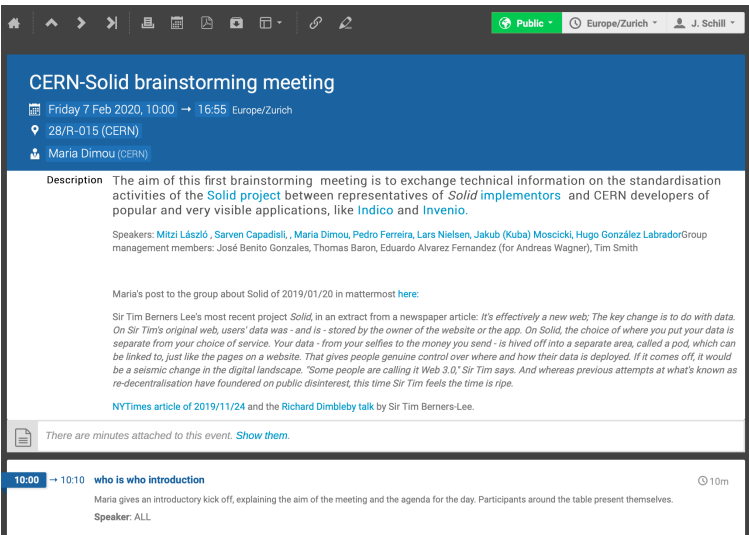 Public Europe/Zurich J. Schill
CERN-Solid brainstorming meeting
Friday 7 Feb 2020, 10:00 → 16:55 Europe/Zurich
28/R-015 (CERN)
Maria Dimou (CERN)
Description The aim of this first brainstorming meeting is to exchange technical information on the standardisation
activities of the Solid project between representatives of Solid implementors and CERN developers of
popular and very visible applications, like Indico and Invenio.
Speakers: Mitzi László , Sarven Capadisli, , Maria Dimou, Pedro Ferreira, Lars Nielsen, Jakub (Kuba) Moscicki, Hugo González LabradorGroup
management members: José Benito Gonzales, Thomas Baron, Eduardo Alvarez Fernandez (for Andreas Wagner), Tim Smith
Maria's post to the group about Solid of 2019/01/20 in mattermost here:
Sir Tim Berners Lee's most recent project Solid, in an extract from a newspaper article: It's effectively a new web; The key change is to do with data.
On Sir Tim's original web, users' data was - and is - stored by the owner of the website or the app. On Solid, the choice of where you put your data is
separate from your choice of service. Your data - from your selfies to the money you send - is hived off into a separate area, called a pod, which can
be linked to, just like the pages on a website. That gives people genuine control over where and how their data is deployed. If it comes off, it would
be a seismic change in the digital landscape. "Some people are calling it Web 3.0," Sir Tim says. And whereas previous attempts at what's known as
re-decentralisation have foundered on public disinterest, this time Sir Tim feels the time is ripe.
NYTimes article of 2019/11/24 and the Richard Dimbleby talk by Sir Tim Berners-Lee.
There are minutes attached to this event. Show them.
10:00 → 10:10 who is who introduction 10m
Maria gives an introductory kick off, explaining the aim of the meeting and the agenda for the day. Participants around the table present themselves.
Speaker: ALL